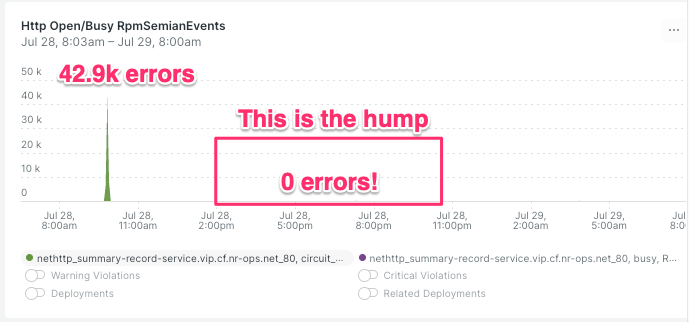 Http Open/Busy RpmSemianEvents
Jul 28, 8:03am – Jul 29, 8:00am
...
50 k
42.9k errors
40 k
This is the hump
30 k
20 k
0 errors!
10 k
0
Jul 28, 8:00am
Jul 28, 11:00am
Jul 28, 2:00pm
Jul 28, 5:00pm
Jul 28, 8:00pm
Jul 28, 11:00pm
Jul 29, 2:00am
Jul 29, 5:00am
Jul 8:00
nethttp_summary-record-service.vip.cf.nr-ops.net_80, circuit_...
nethttp_summary-record-service.vip.cf.nr-ops.net_80, busy, R...
Warning Violations
Critical Violations
Deployments
Related Deployments